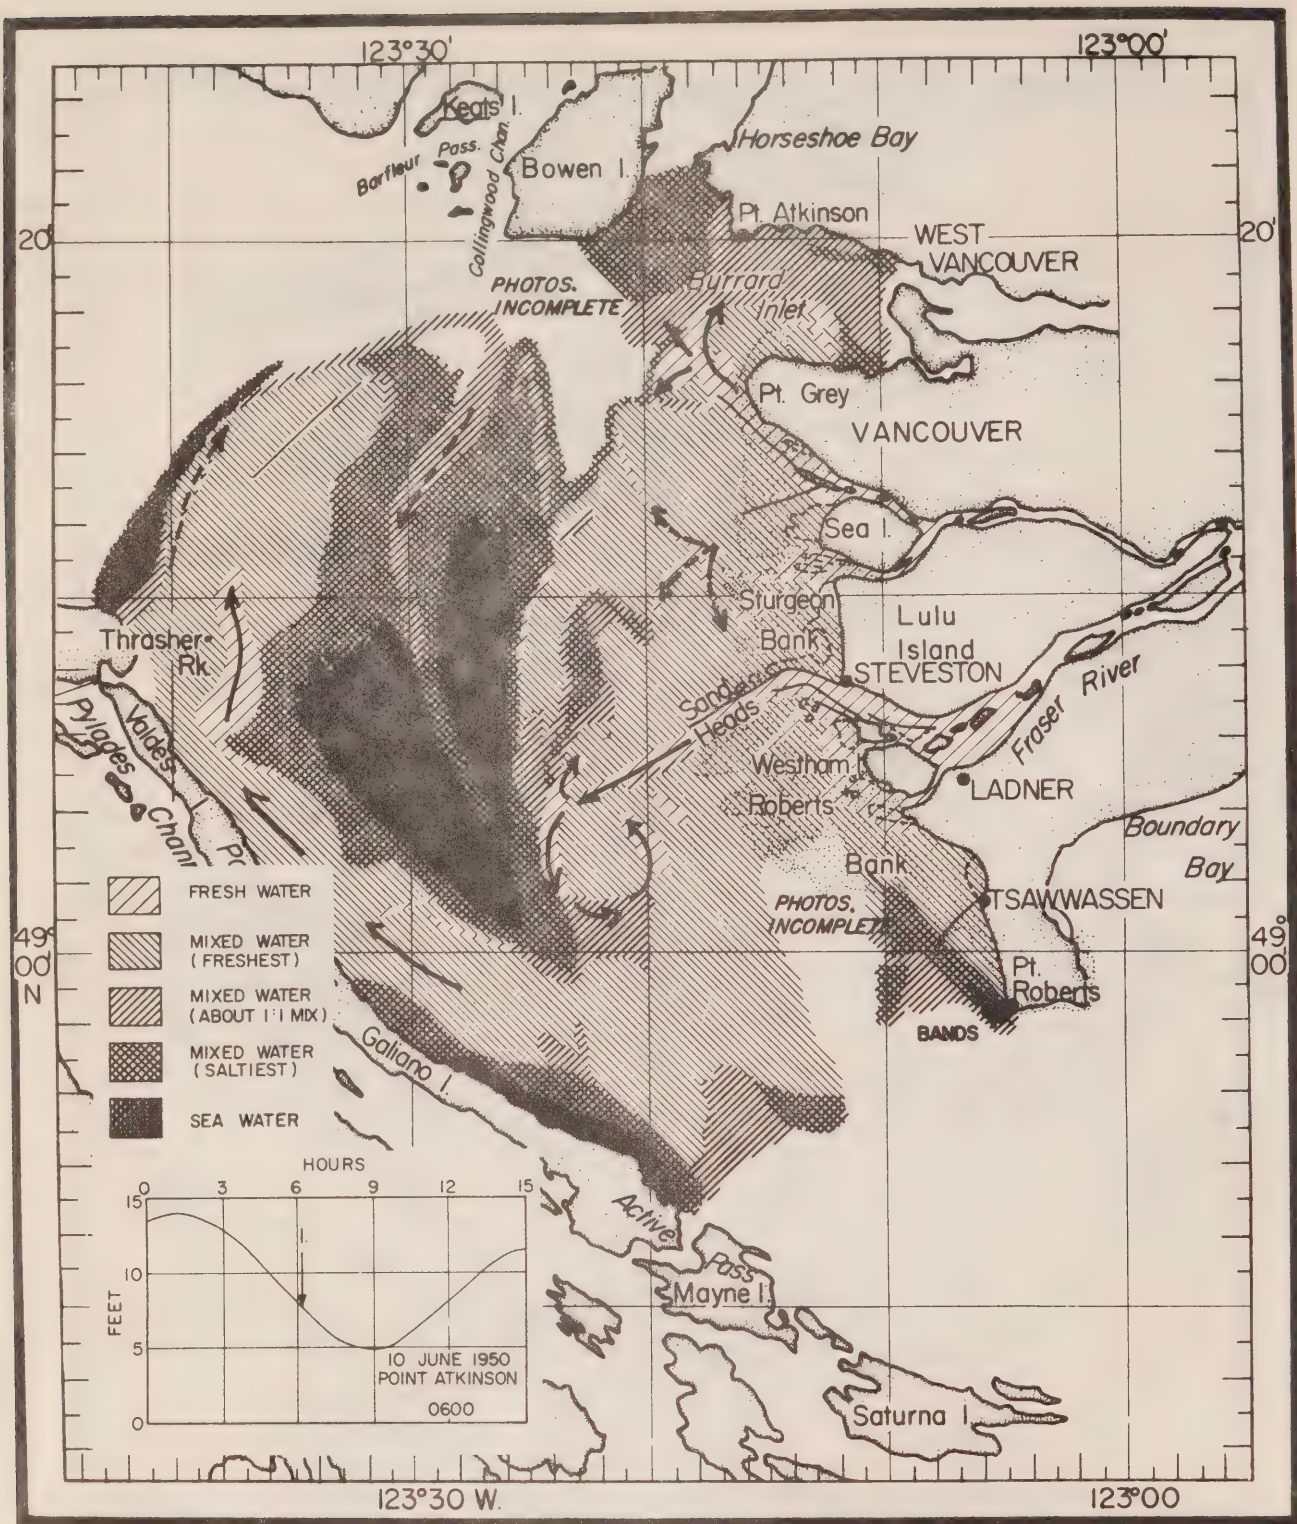 123°30'
123°00'
Keats I.
Barfleur Pass.
Collingwood Chan.
Bowen I.
Horseshoe Bay
Pt. Atkinson
20'
20'
WEST
VANCOUVER
PHOTOS.
INCOMPLETE
Burrard
Inlet
Pt. Grey
VANCOUVER
Sea I.
Sturgeon
Bank
Lulu
Island
STEVESTON
Thrasher
Rk.
Sand
Heads
Fraser River
Pylades
Chan
Valdes I.
Westham I.
LADNER
Roberts
Bank
Boundary
Bay
TSAWWASSEN
PHOTOS.
INCOMPLETE
49°
00'
N
49°
00'
Pt.
Roberts
BANDS
FRESH WATER
MIXED WATER
(FRESHEST)
MIXED WATER
(ABOUT 1:1 MIX)
MIXED WATER
(SALTIEST)
SEA WATER
Galiano I.
HOURS
0 3 6 9 12 15
15
10
5
0
FEET
10 JUNE 1950
POINT ATKINSON
0600
Active
Pass
Mayne I.
Saturna I.
123°30 W.
123°00